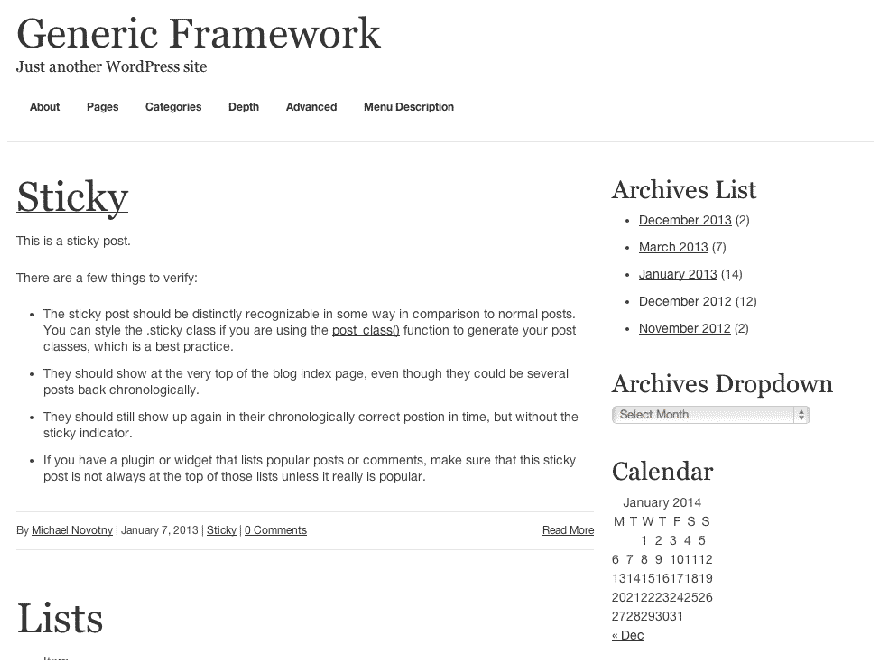 Generic Framework
Just another WordPress site
About Pages Categories Depth Advanced Menu Description
Sticky
This is a sticky post.
There are a few things to verify:
The sticky post should be distinctly recognizable in some way in comparison to normal posts.
You can style the .sticky class if you are using the post_class() function to generate your post
classes, which is a best practice.
They should show at the very top of the blog index page, even though they could be several
posts back chronologically.
They should still show up again in their chronologically correct postion in time, but without the
sticky indicator.
If you have a plugin or widget that lists popular posts or comments, make sure that this sticky
post is not always at the top of those lists unless it really is popular.
By Michael Novotny | January 7, 2013 | Sticky | 0 Comments Read More
Lists
Archives List
December 2013 (2)
March 2013 (7)
January 2013 (14)
December 2012 (12)
November 2012 (2)
Archives Dropdown
Select Month
Calendar
January 2014
M T W T F S S
1 2 3 4 5
6 7 8 9 10 11 12
13 14 15 16 17 18 19
20 21 22 23 24 25 26
27 28 29 30 31
« Dec